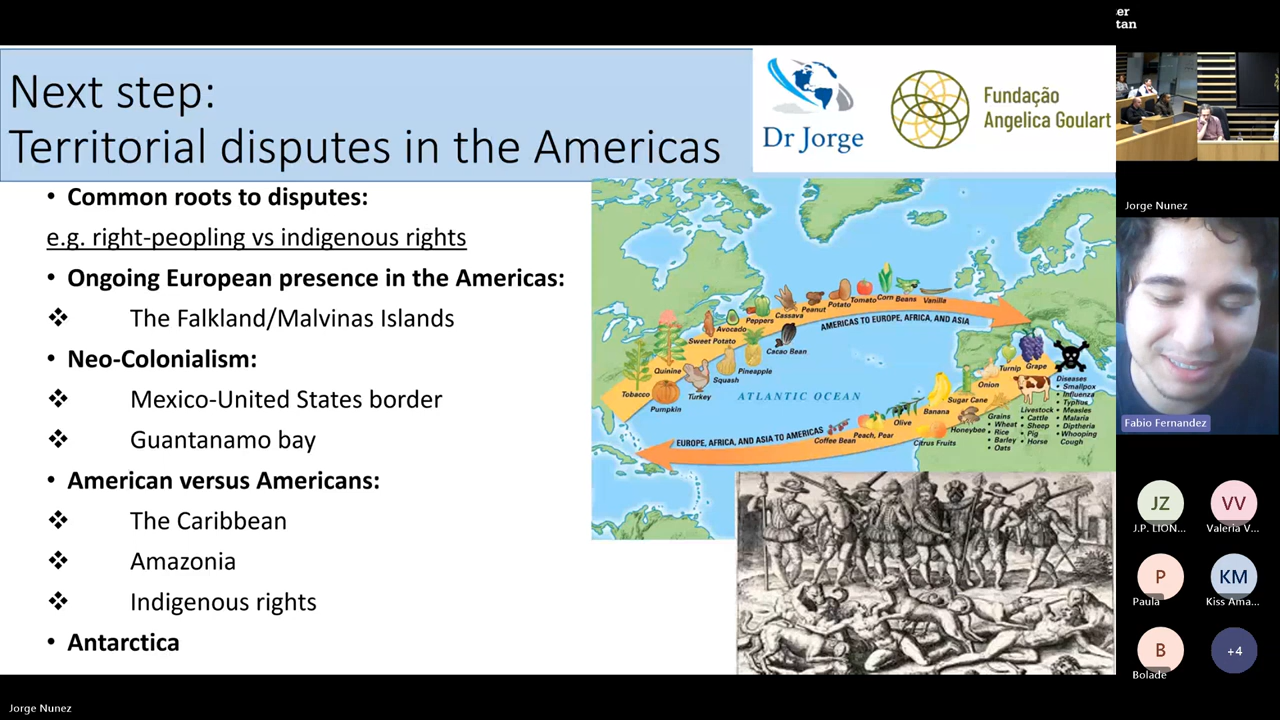 Next step:
Territorial disputes in the Americas
Dr Jorge
Fundação
Angelica Goulart
• Common roots to disputes:
e.g. right-peopling vs indigenous rights
• Ongoing European presence in the Americas:
❖ The Falkland/Malvinas Islands
• Neo-Colonialism:
❖ Mexico-United States border
❖ Guantanamo bay
• American versus Americans:
❖ The Caribbean
❖ Amazonia
❖ Indigenous rights
• Antarctica
Tobacco
Quinine
Pumpkin
Sweet Potato
Turkey
Avocado
Squash
Peppers
Pineapple
Cassava
Cacao Bean
Peanut
Potato
Tomato
Corn
Beans
Vanilla
AMERICAS TO EUROPE, AFRICA, AND ASIA
ATLANTIC OCEAN
EUROPE, AFRICA, AND ASIA TO AMERICAS
Coffee Bean
Peach, Pear
Olive
Citrus Fruits
Banana
Honeybee
Sugar Cane
Onion
Turnip
Grape
Grains
• Wheat
• Rice
• Barley
• Oats
Livestock
• Cattle
• Sheep
• Pig
• Horse
Diseases
• Smallpox
• Influenza
• Typhus
• Measles
• Malaria
• Diptheria
• Whooping
Cough
er
tan
Jorge Nunez
Fabio Fernandez
JZ
J.P. LION...
VV
Valeria V...
P
Paula
KM
Kiss Ama...
B
Bolade
+4
Jorge Nunez